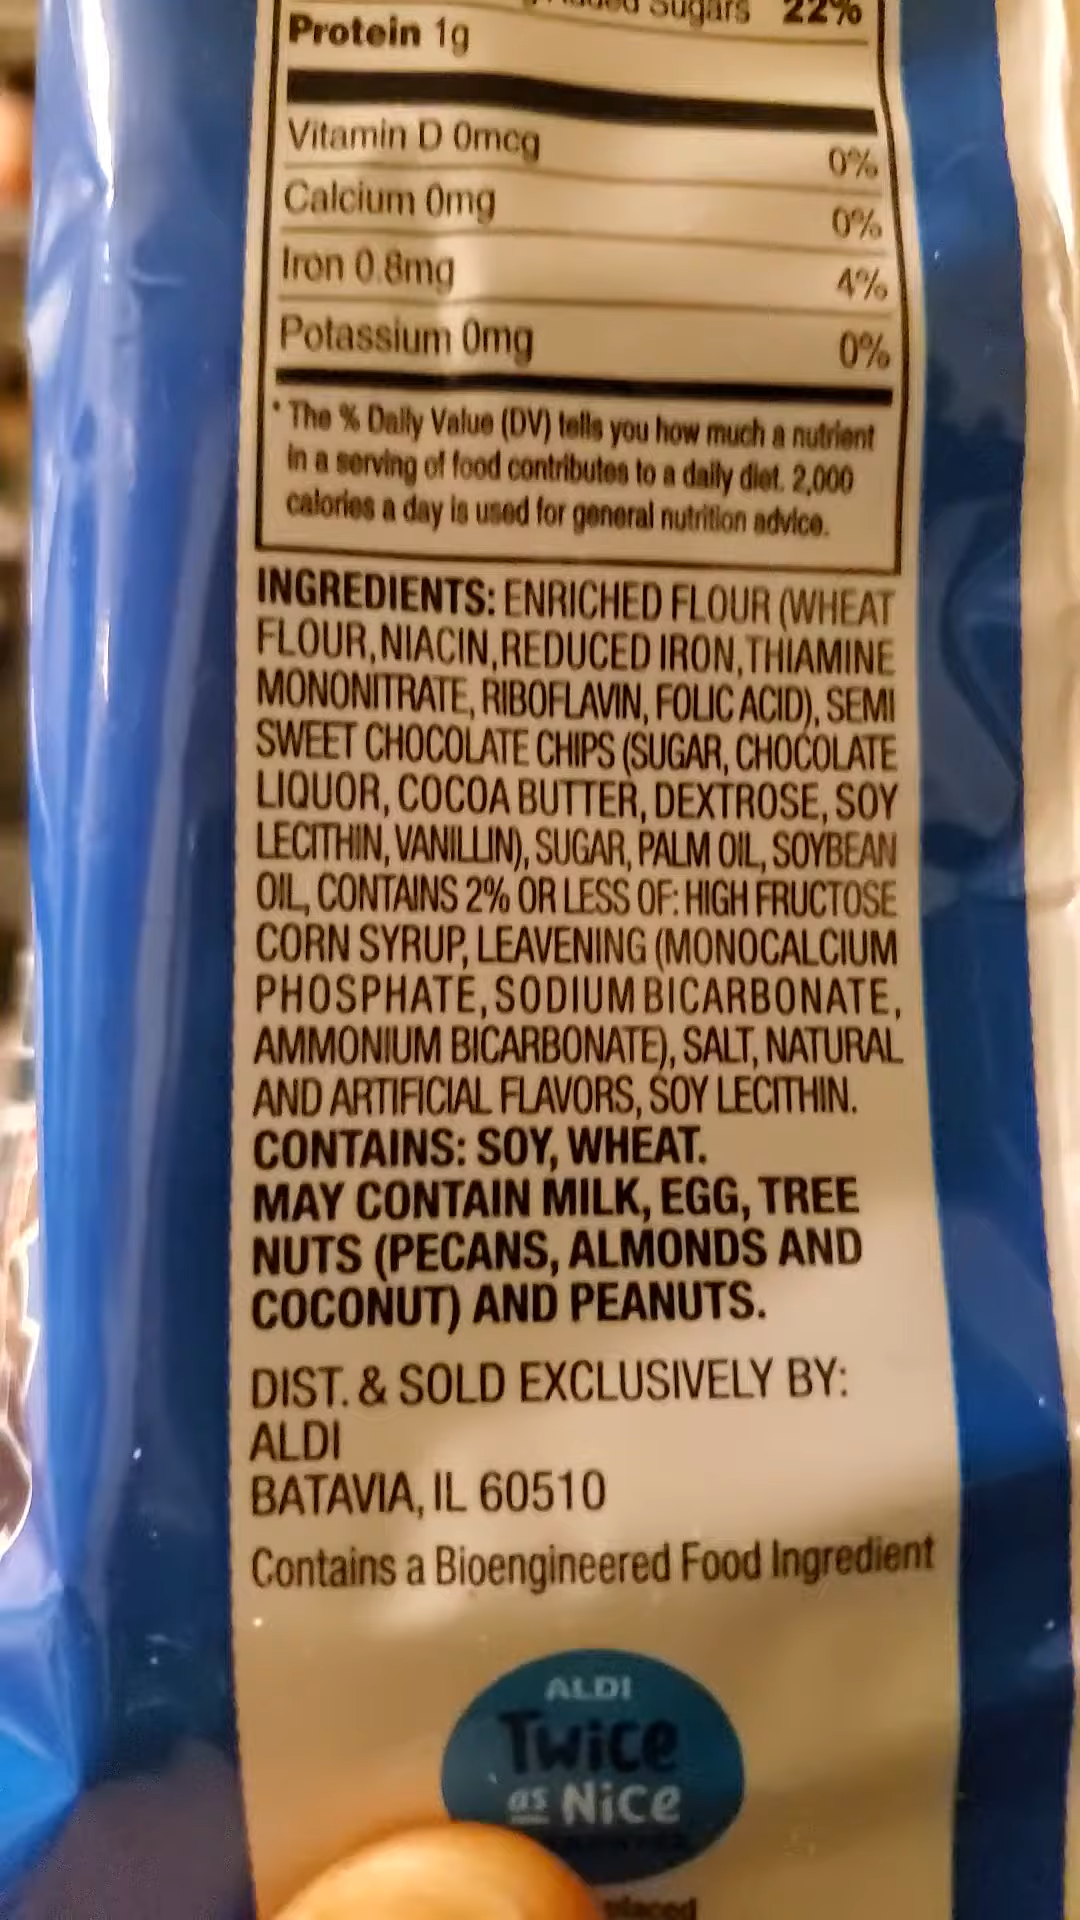 Sugars 22%
Protein 1g
Vitamin D 0mcg 0%
Calcium 0mg 0%
Iron 0.8mg 4%
Potassium 0mg 0%
* The % Daily Value (DV) tells you how much a nutrient
in a serving of food contributes to a daily diet. 2,000
calories a day is used for general nutrition advice.
INGREDIENTS: ENRICHED FLOUR (WHEAT
FLOUR, NIACIN, REDUCED IRON, THIAMINE
MONONITRATE, RIBOFLAVIN, FOLIC ACID), SEMI
SWEET CHOCOLATE CHIPS (SUGAR, CHOCOLATE
LIQUOR, COCOA BUTTER, DEXTROSE, SOY
LECITHIN, VANILLIN), SUGAR, PALM OIL, SOYBEAN
OIL, CONTAINS 2% OR LESS OF: HIGH FRUCTOSE
CORN SYRUP, LEAVENING (MONOCALCIUM
PHOSPHATE, SODIUM BICARBONATE,
AMMONIUM BICARBONATE), SALT, NATURAL
AND ARTIFICIAL FLAVORS, SOY LECITHIN.
CONTAINS: SOY, WHEAT.
MAY CONTAIN MILK, EGG, TREE
NUTS (PECANS, ALMONDS AND
COCONUT) AND PEANUTS.
DIST. & SOLD EXCLUSIVELY BY:
ALDI
BATAVIA, IL 60510
Contains a Bioengineered Food Ingredient
ALDI
Twice
as Nice